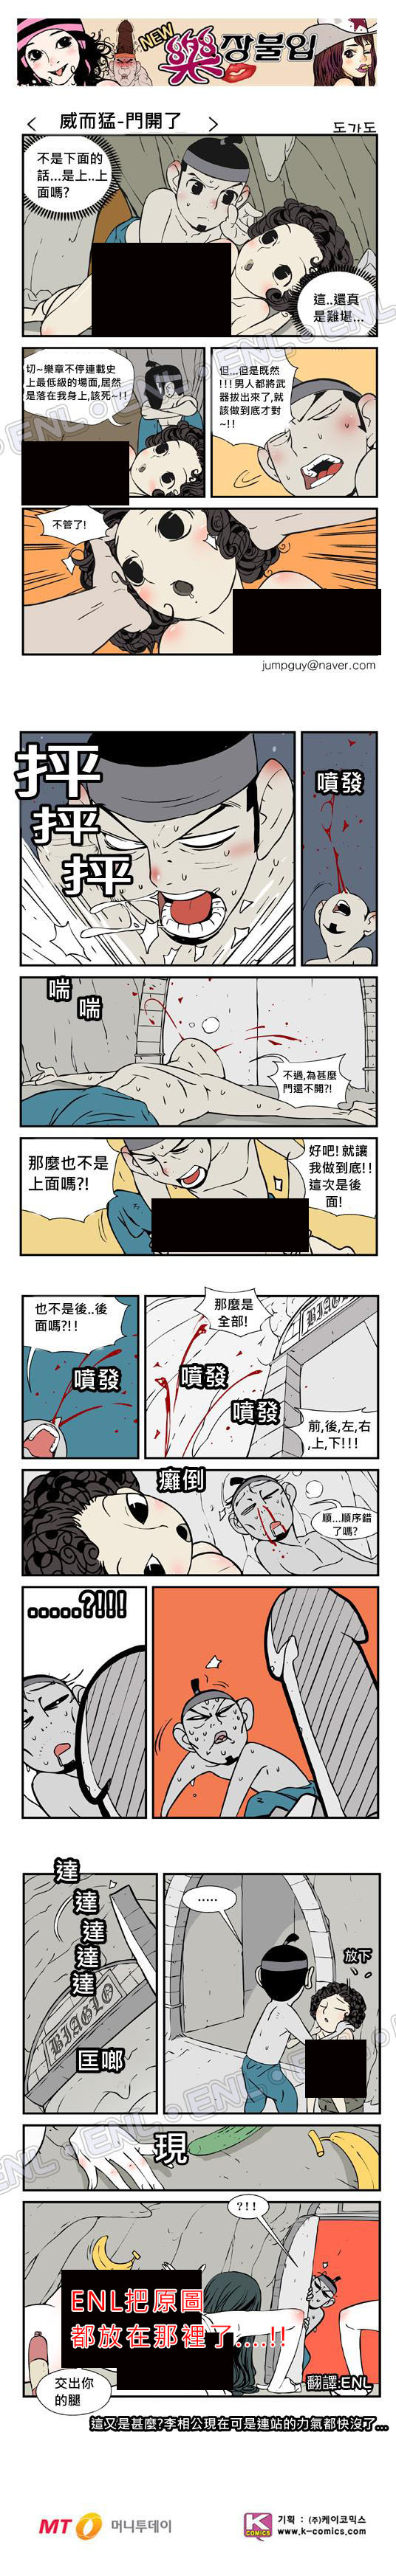 NEW 樂장불입
< 威而猛-門開了 >
도가도
不是下面的
話...是上..上
面嗎?
這..還真
是難堪...
切~樂章不停連載史
上最低級的場面,居然
是落在我身上,該死~!!
但...但是既然
!!!男人都將武
器拔出來了,就
該做到底才對
~!!
不管了!
jumpguy@naver.com
抨
抨
抨
噴發
喘
喘
不過,為甚麼
門還不開?!
那麼也不是
上面嗎?!
好吧! 就讓
我做到底!!
這次是後
面!
也不是後..後
面嗎?!!
噴發
那麼是
全部!
噴發
噴發
BIAGLO
前,後,左,右
,上,下!!!
癱倒
順...順序錯
了嗎?
.....?!!!
達
達
達
達
達
BIAGLO
匡啷
.....
放下
現
?!!
ENL把原圖
都放在那裡了....!!
交出你
的腿
翻譯:ENL
這又是甚麼?李相公現在可是連站的力氣都快沒了...
ENL
MT 머니투데이
K COMICS
기획 : (주)케이코믹스
www.k-comics.com